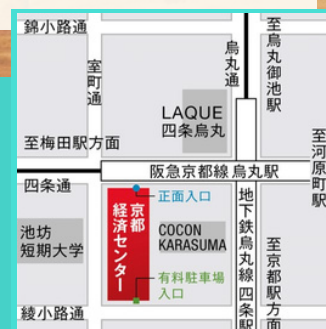 錦小路通
室町通
烏丸通
至烏丸御池駅
LAQUE
四条烏丸
至梅田駅方面
至河原町駅
阪急京都線 烏丸駅
四条通
正面入口
京都
経済センター
池坊
短期大学
COCON
KARASUMA
地下鉄烏丸線 四条駅
至京都駅方面
有料駐車場
入口
綾小路通